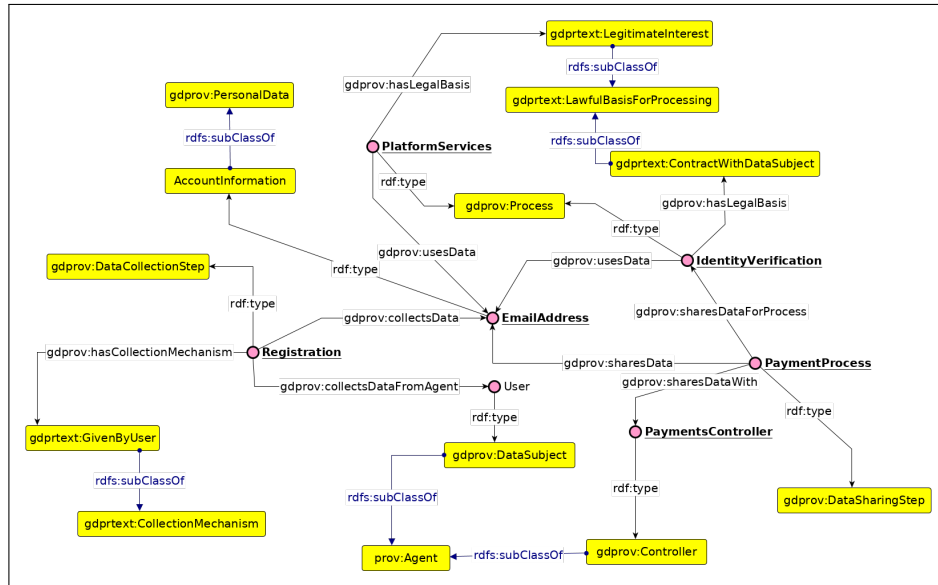 gdprtext:LegitimateInterest
rdfs:subClassOf
gdprov:hasLegalBasis
gdprov:PersonalData
gdprtext:LawfulBasisForProcessing
rdfs:subClassOf
rdfs:subClassOf
PlatformServices
gdprtext:ContractWithDataSubject
AccountInformation
rdf:type
gdprov:Process
gdprov:hasLegalBasis
rdf:type
gdprov:usesData
gdprov:usesData
IdentityVerification
gdprov:DataCollectionStep
rdf:type
rdf:type
gdprov:collectsData
EmailAddress
gdprov:sharesDataForProcess
gdprov:hasCollectionMechanism
Registration
gdprov:sharesData
PaymentProcess
gdprov:collectsDataFromAgent
User
gdprov:sharesDataWith
rdf:type
rdf:type
gdprtext:GivenByUser
PaymentsController
gdprov:DataSubject
rdfs:subClassOf
rdf:type
rdfs:subClassOf
gdprov:DataSharingStep
gdprtext:CollectionMechanism
prov:Agent
rdfs:subClassOf
gdprov:Controller